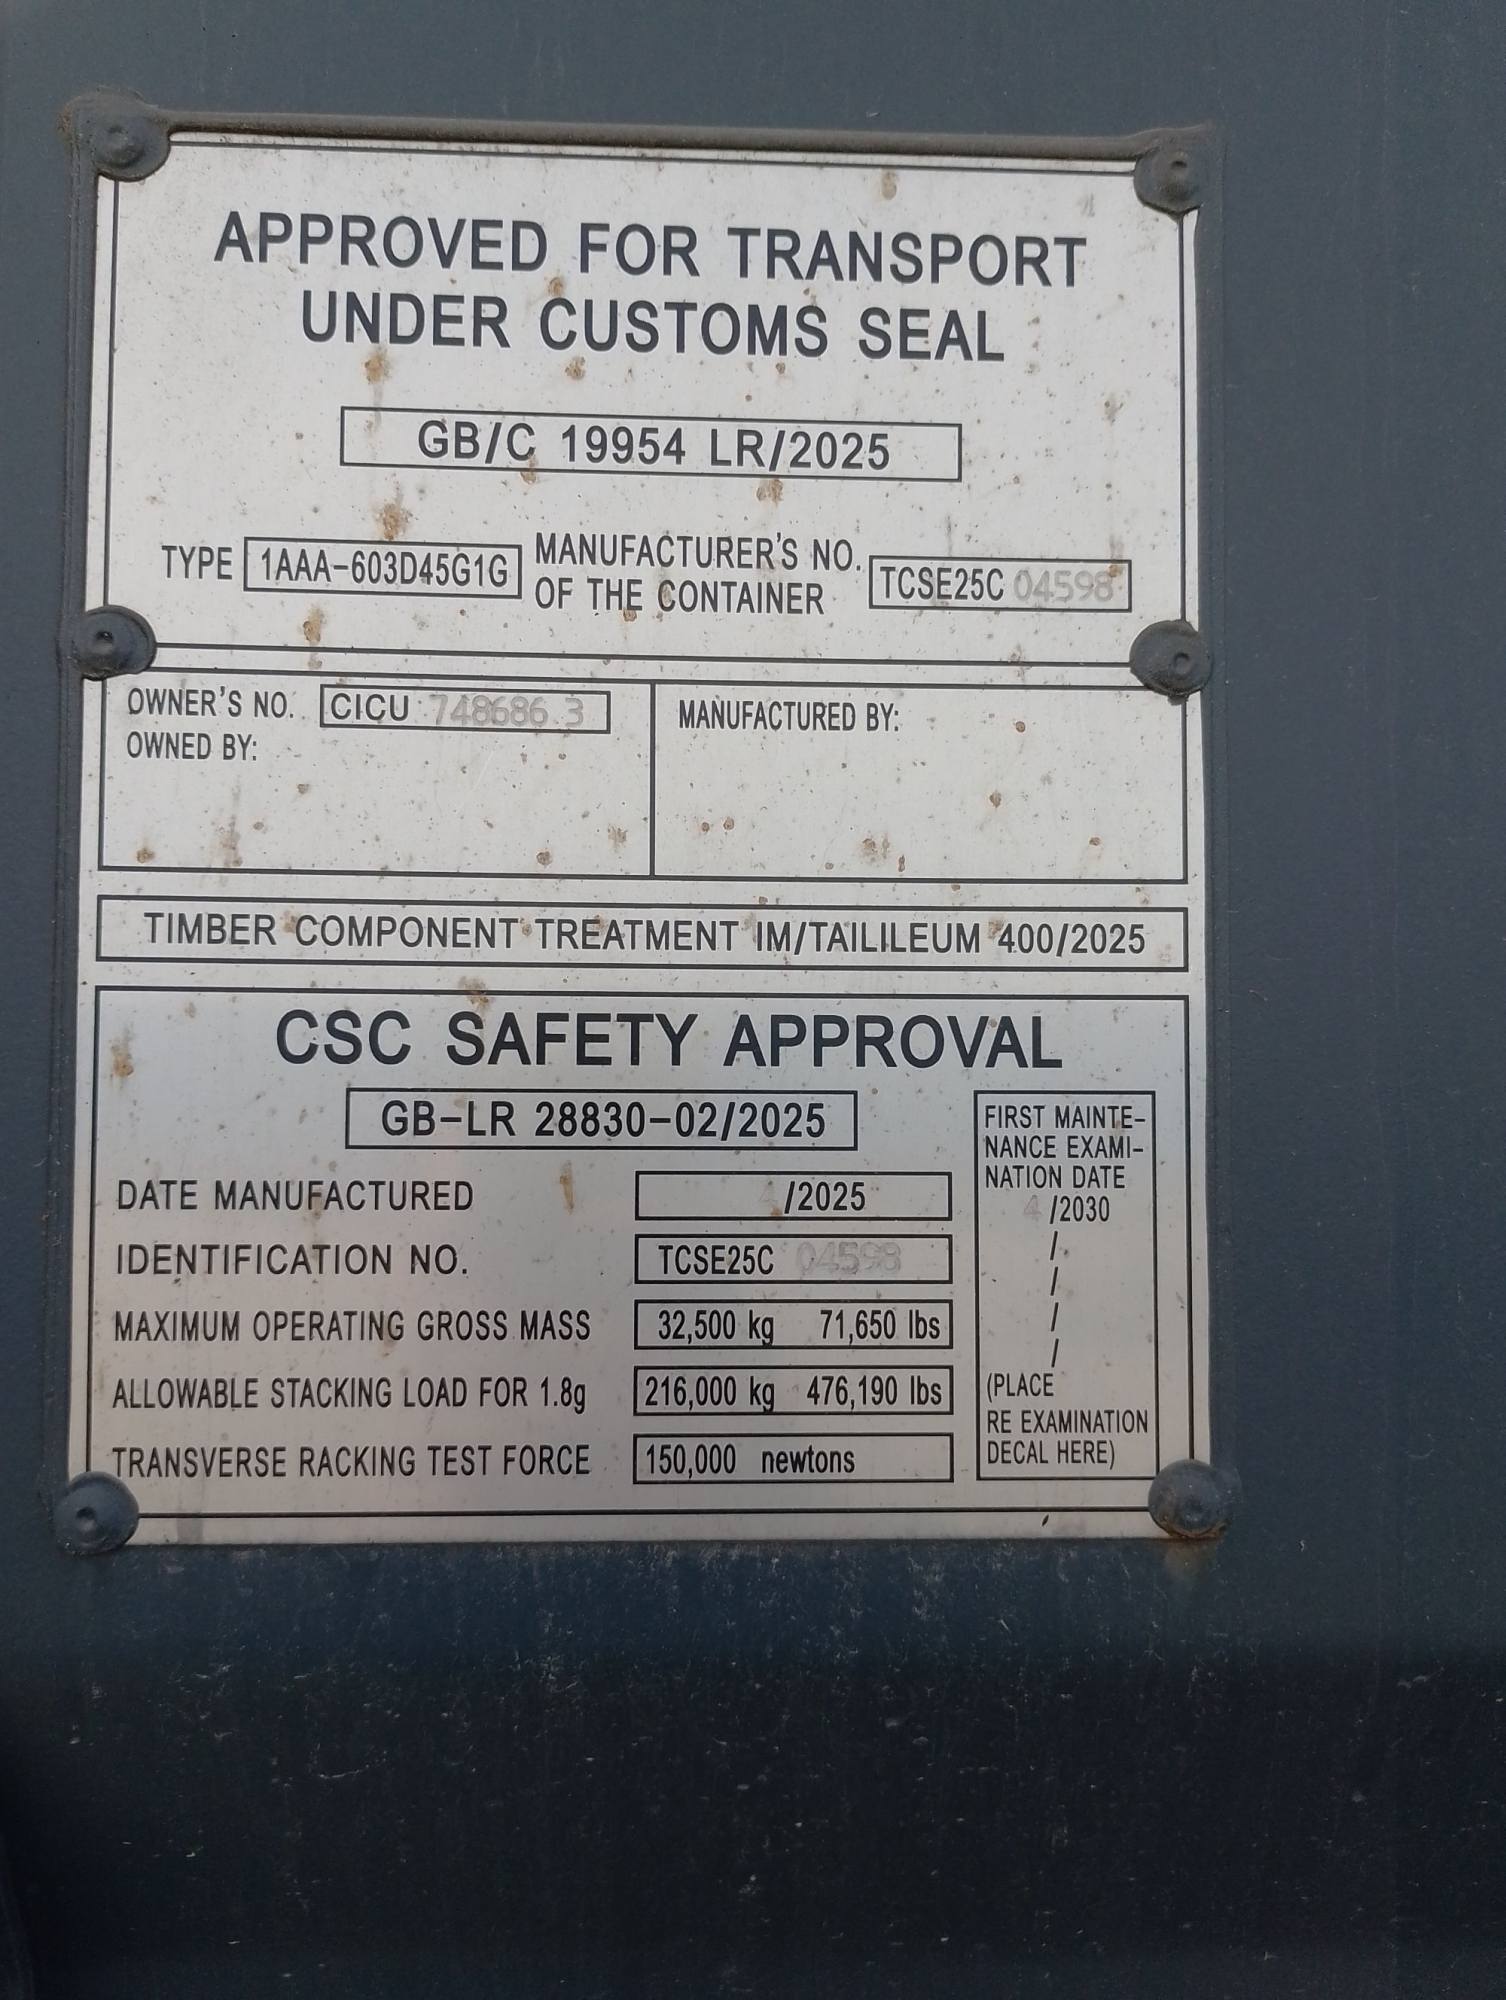 APPROVED FOR TRANSPORT
UNDER CUSTOMS SEAL
GB/C 19954 LR/2025
TYPE 1AAA-603D45G1G MANUFACTURER'S NO. OF THE CONTAINER TCSE25C 04598
OWNER'S NO. CICU 748686 3
OWNED BY:
MANUFACTURED BY:
TIMBER COMPONENT TREATMENT IM/TAILILEUM 400/2025
CSC SAFETY APPROVAL
GB-LR 28830-02/2025
DATE MANUFACTURED 4/2025
IDENTIFICATION NO. TCSE25C 04598
MAXIMUM OPERATING GROSS MASS 32,500 kg 71,650 lbs
ALLOWABLE STACKING LOAD FOR 1.8g 216,000 kg 476,190 lbs
TRANSVERSE RACKING TEST FORCE 150,000 newtons
FIRST MAINTE-
NANCE EXAMI-
NATION DATE
4/2030
/
/
/
/
(PLACE
RE EXAMINATION
DECAL HERE)